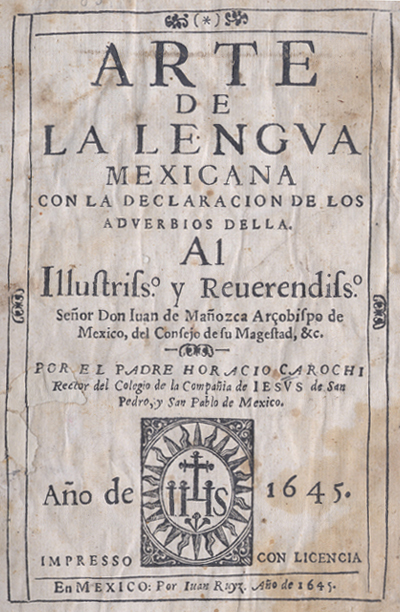 (*)
ARTE
DE
LA LENGVA
MEXICANA
CON LA DECLARACION DE LOS
ADVERBIOS DELLA.
Al
Illuſtriſs.º y Reuerendiſs.º
Señor Don Iuan de Mañozca Arçobiſpo de
Mexico, del Conſejo de ſu Mageſtad, &c.
POR EL PADRE HORACIO CAROCHI
Rector del Colegio de la Compañia de IESVS de San
Pedro, y San Pablo de Mexico.
IHS
Año de 1645.
IMPRESSO CON LICENCIA
En MEXICO: Por Iuan Ruyz. Año de 1645.